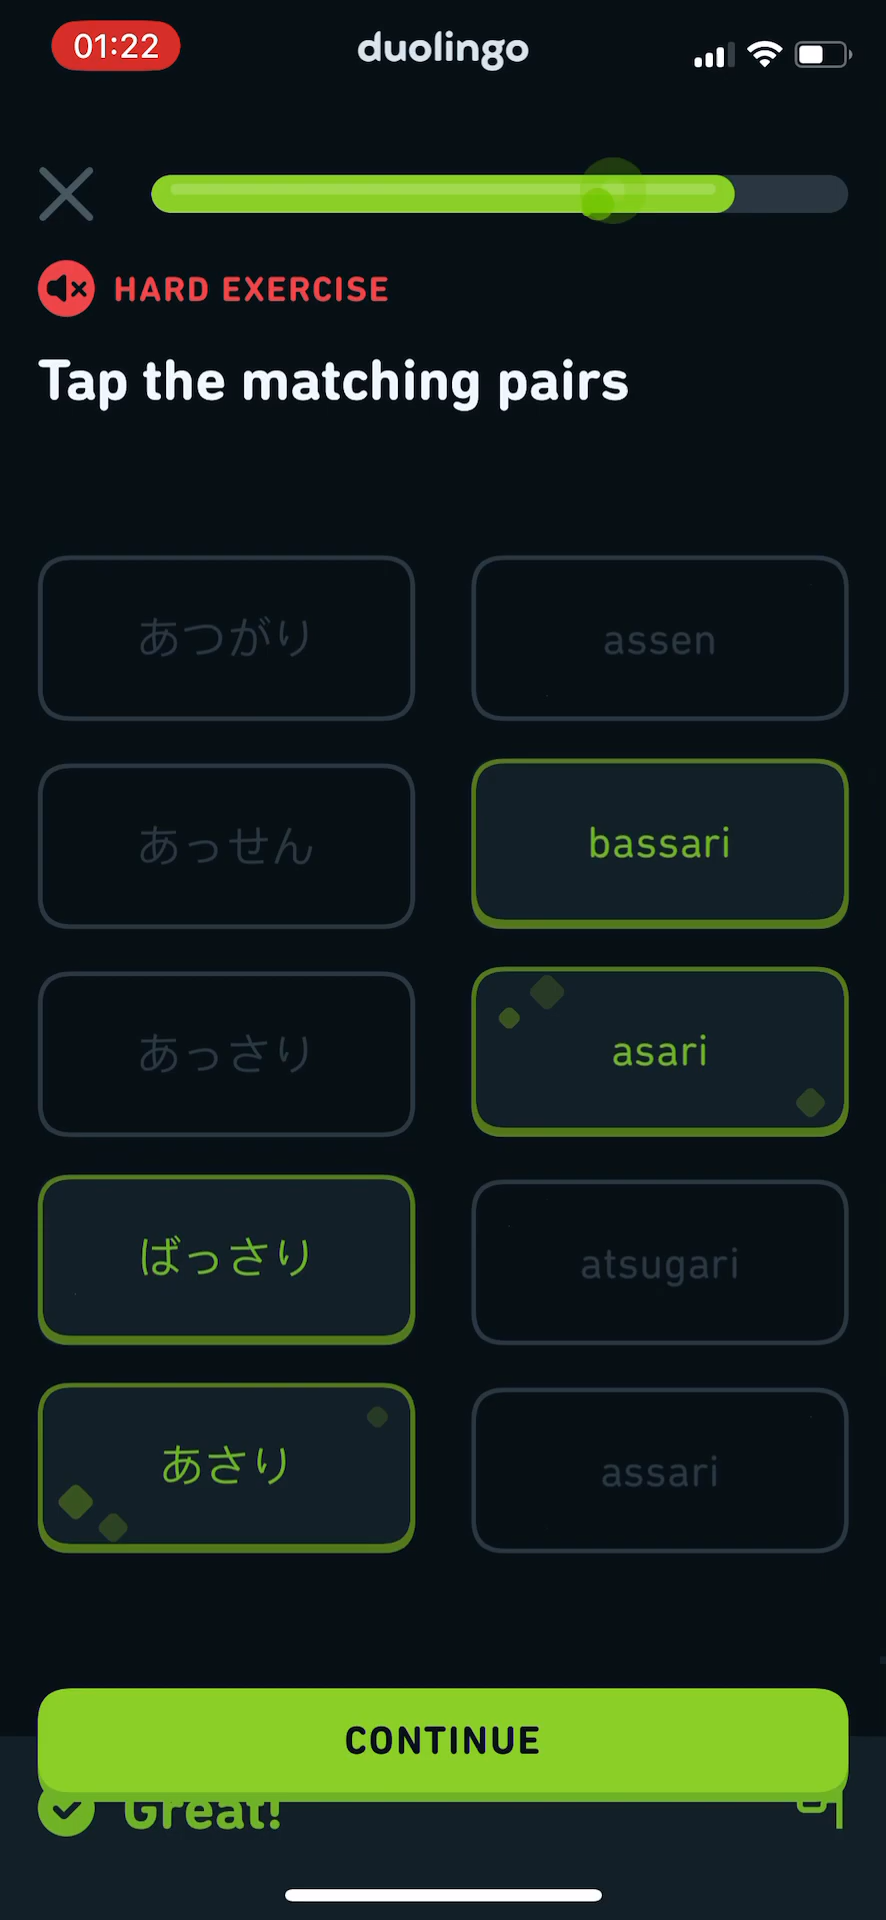 01:22
duolingo
HARD EXERCISE
Tap the matching pairs
あつがり
assen
あっせん
bassari
あっさり
asari
ばっさり
atsugari
あさり
assari
CONTINUE
Great!